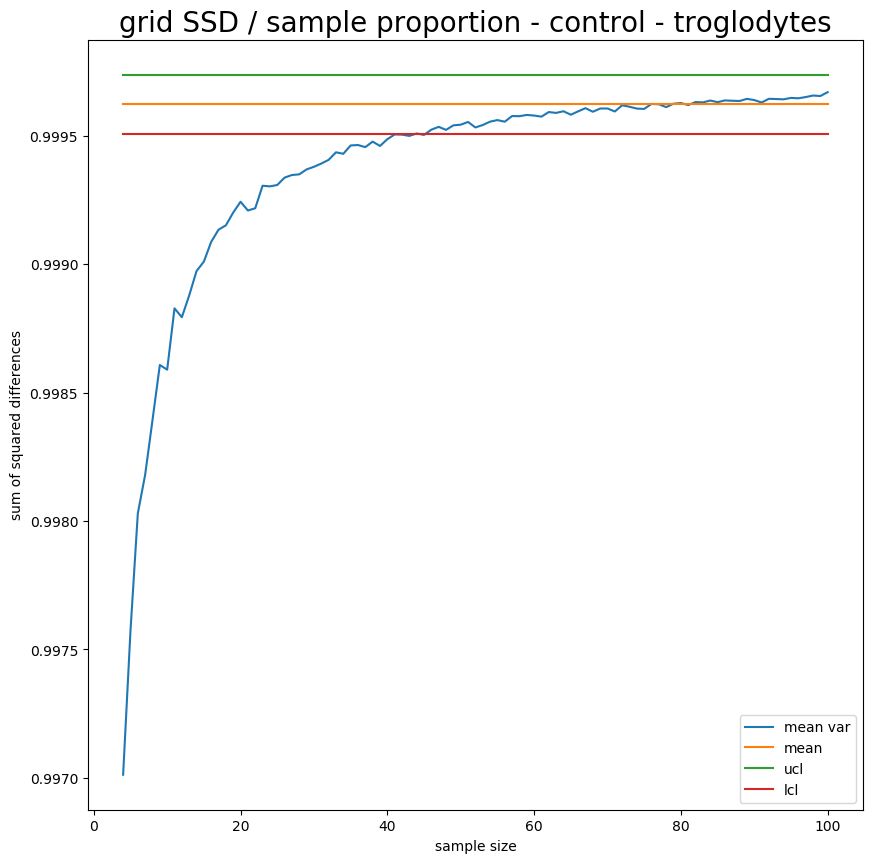 grid SSD / sample proportion - control - troglodytes
sum of squared differences
0.9995
0.9990
0.9985
0.9980
0.9975
0.9970
0
20
40
60
80
100
sample size
mean var
mean
ucl
lcl